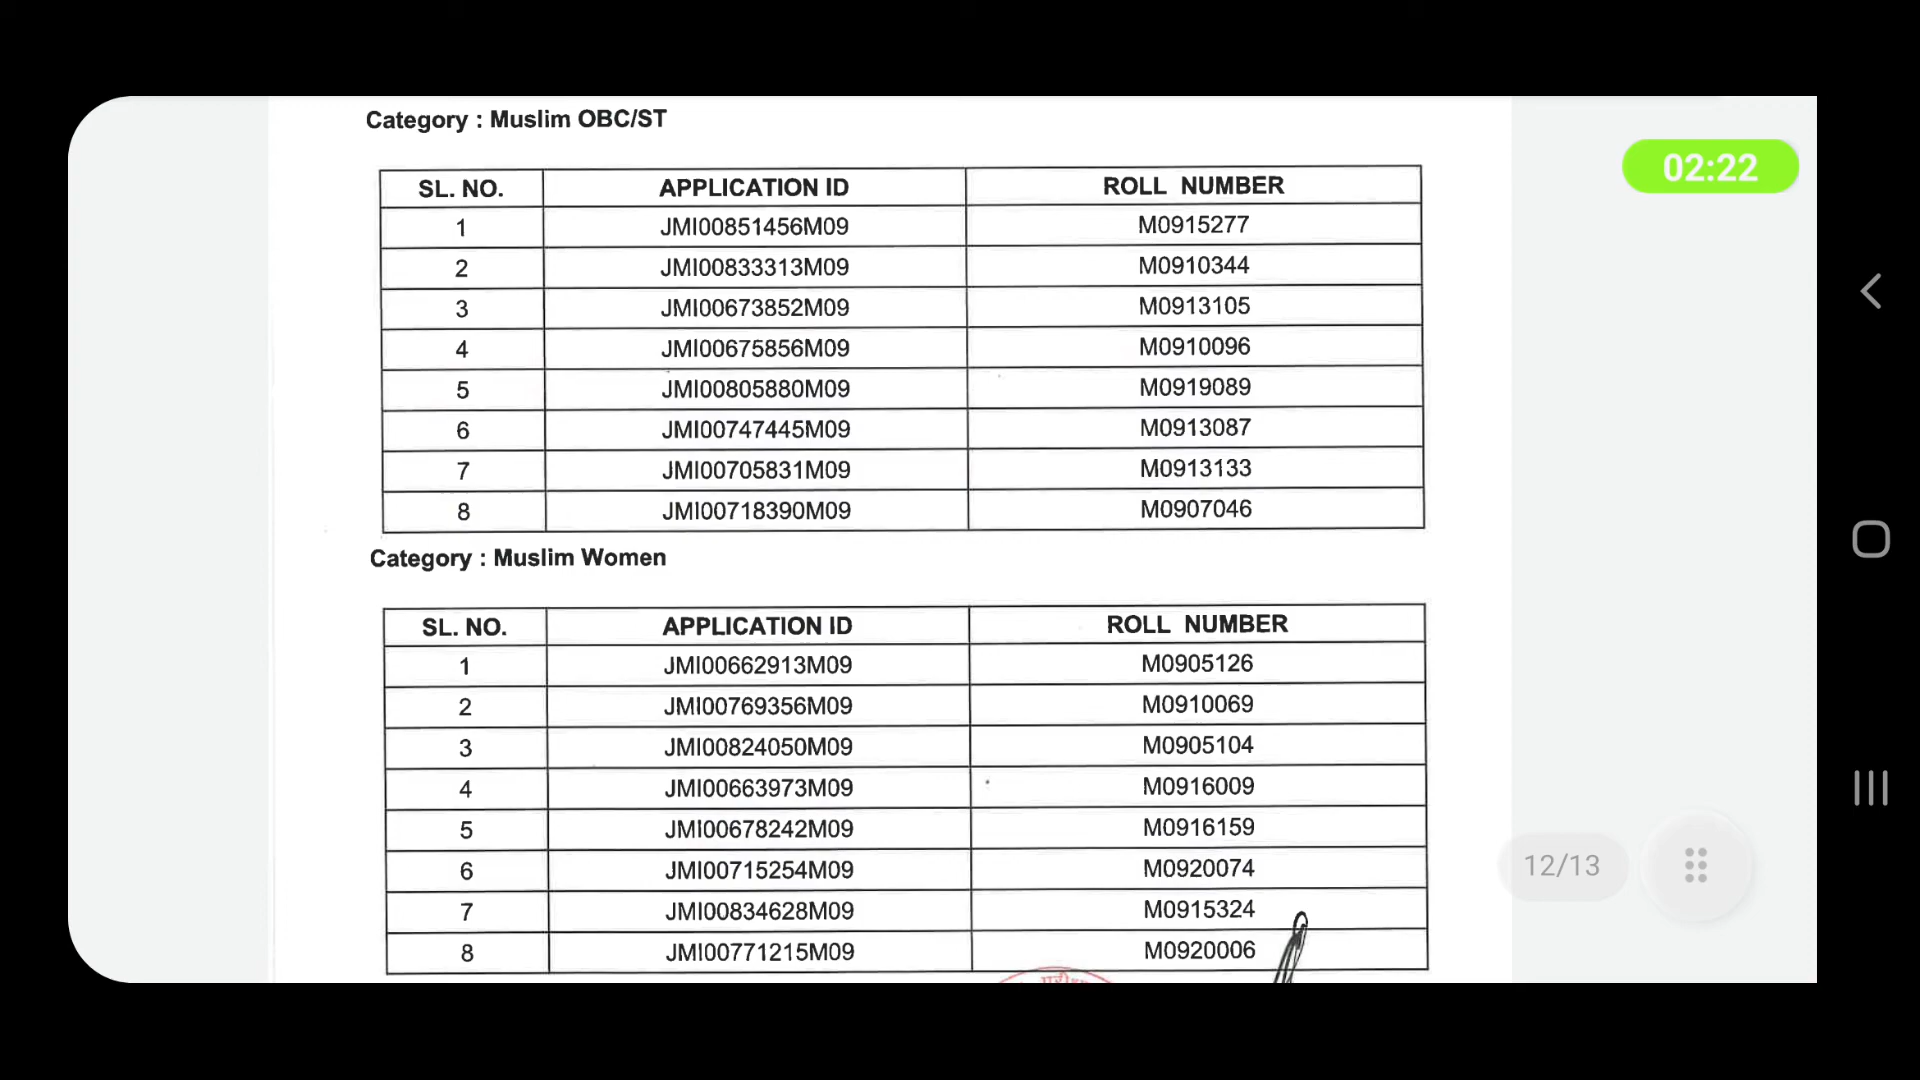 Category : Muslim OBC/ST
02:22
SL. NO. APPLICATION ID ROLL NUMBER
1 JMI00851456M09 M0915277
2 JMI00833313M09 M0910344
3 JMI00673852M09 M0913105
4 JMI00675856M09 M0910096
5 JMI00805880M09 M0919089
6 JMI00747445M09 M0913087
7 JMI00705831M09 M0913133
8 JMI00718390M09 M0907046
Category : Muslim Women
SL. NO. APPLICATION ID ROLL NUMBER
1 JMI00662913M09 M0905126
2 JMI00769356M09 M0910069
3 JMI00824050M09 M0905104
4 JMI00663973M09 M0916009
5 JMI00678242M09 M0916159
6 JMI00715254M09 M0920074
7 JMI00834628M09 M0915324
8 JMI00771215M09 M0920006
12/13